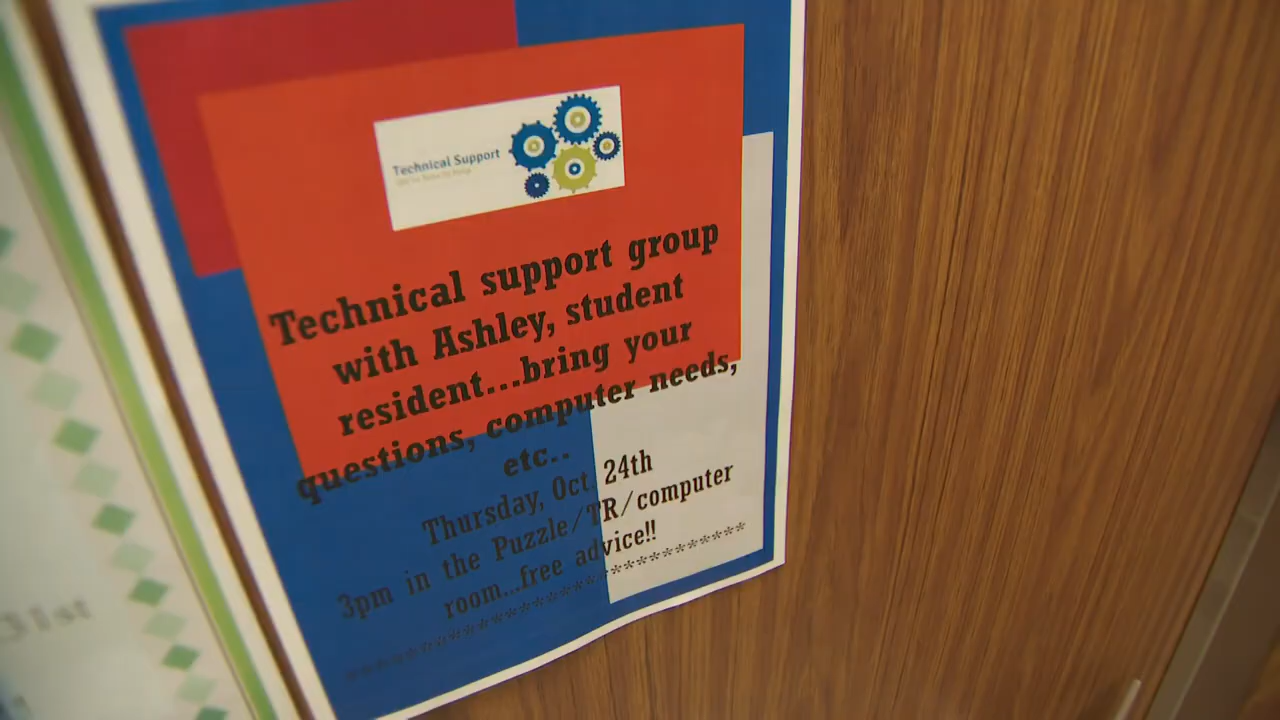 Technical Support
Technical support group
with Ashley, student
resident...bring your
questions, computer needs,
etc..
Thursday, Oct. 24th
3pm in the Puzzle/TR/computer
room...free advice!!
31st